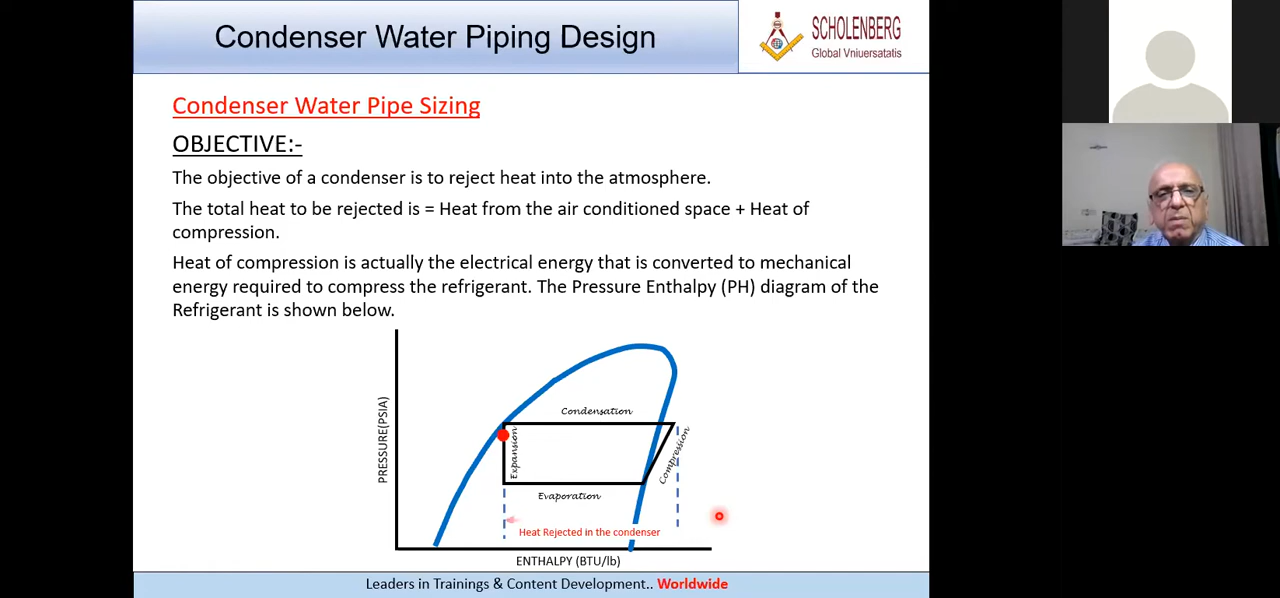 Condenser Water Piping Design
SCHOLENBERG
Global Vniuersatatis
Condenser Water Pipe Sizing
OBJECTIVE:-
The objective of a condenser is to reject heat into the atmosphere.
The total heat to be rejected is = Heat from the air conditioned space + Heat of
compression.
Heat of compression is actually the electrical energy that is converted to mechanical
energy required to compress the refrigerant. The Pressure Enthalpy (PH) diagram of the
Refrigerant is shown below.
PRESSURE(PSIA)
Condensation
Expansion
Compression
Evaporation
Heat Rejected in the condenser
ENTHALPY (BTU/lb)
Leaders in Trainings & Content Development.. Worldwide